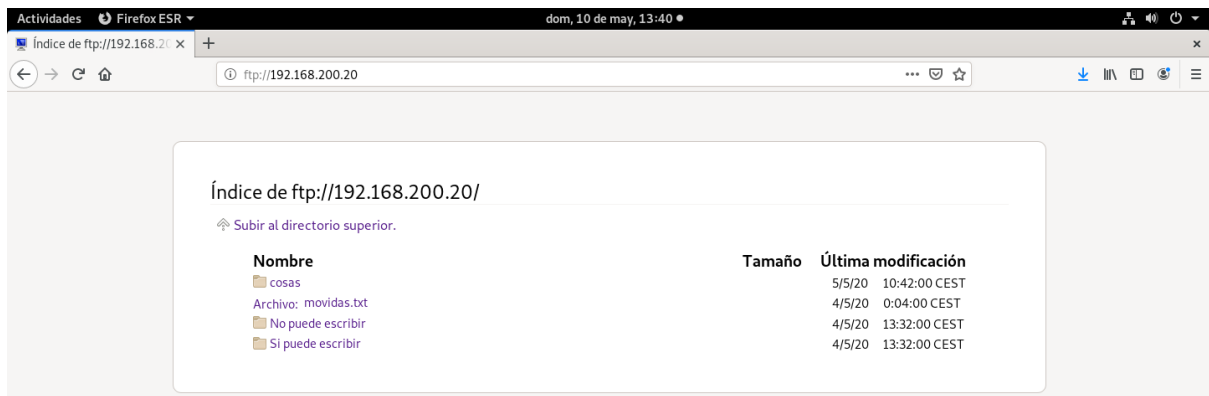 Actividades Firefox ESR dom, 10 de may, 13:40
Índice de ftp://192.168.20
ftp://192.168.200.20
Índice de ftp://192.168.200.20/
Subir al directorio superior.
Nombre Tamaño Última modificación
cosas 5/5/20 10:42:00 CEST
Archivo: movidas.txt 4/5/20 0:04:00 CEST
No puede escribir 4/5/20 13:32:00 CEST
Si puede escribir 4/5/20 13:32:00 CEST